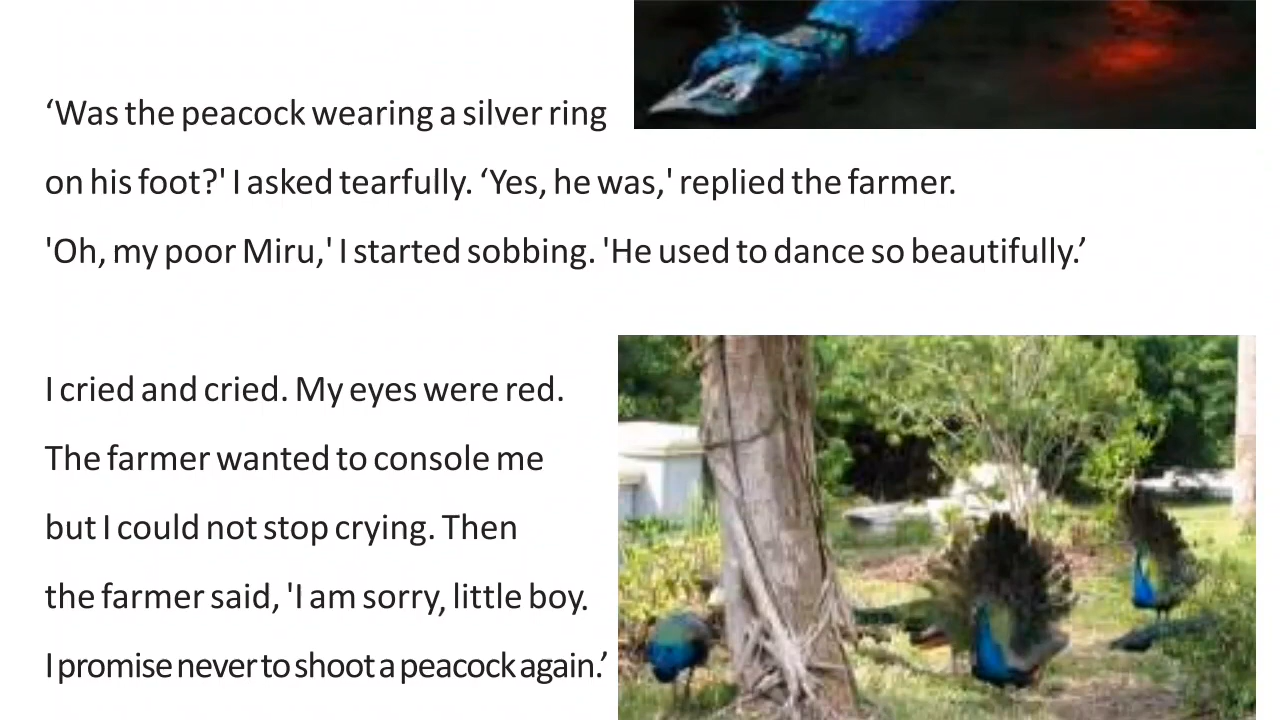 ‘Was the peacock wearing a silver ring
on his foot?' I asked tearfully. ‘Yes, he was,' replied the farmer.
'Oh, my poor Miru,' I started sobbing. 'He used to dance so beautifully.’
I cried and cried. My eyes were red.
The farmer wanted to console me
but I could not stop crying. Then
the farmer said, 'I am sorry, little boy.
I promise never to shoot a peacock again.’